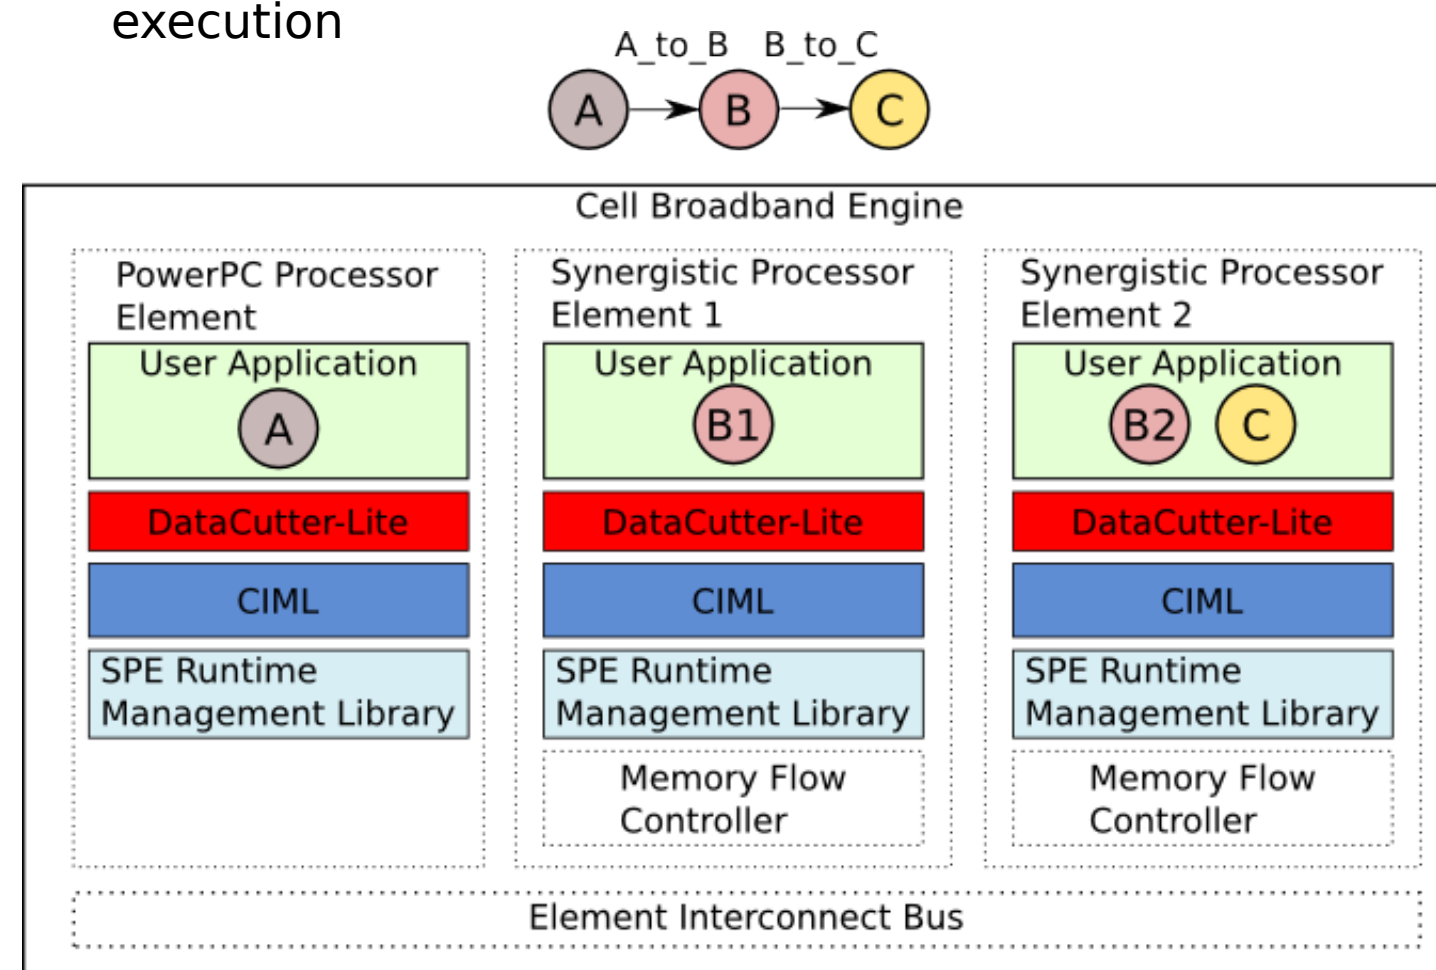 execution
A_to_B B_to_C
A B C
Cell Broadband Engine
PowerPC Processor
Element
User Application
A
DataCutter-Lite
CIML
SPE Runtime
Management Library
Synergistic Processor
Element 1
User Application
B1
DataCutter-Lite
CIML
SPE Runtime
Management Library
Memory Flow
Controller
Synergistic Processor
Element 2
User Application
B2 C
DataCutter-Lite
CIML
SPE Runtime
Management Library
Memory Flow
Controller
Element Interconnect Bus